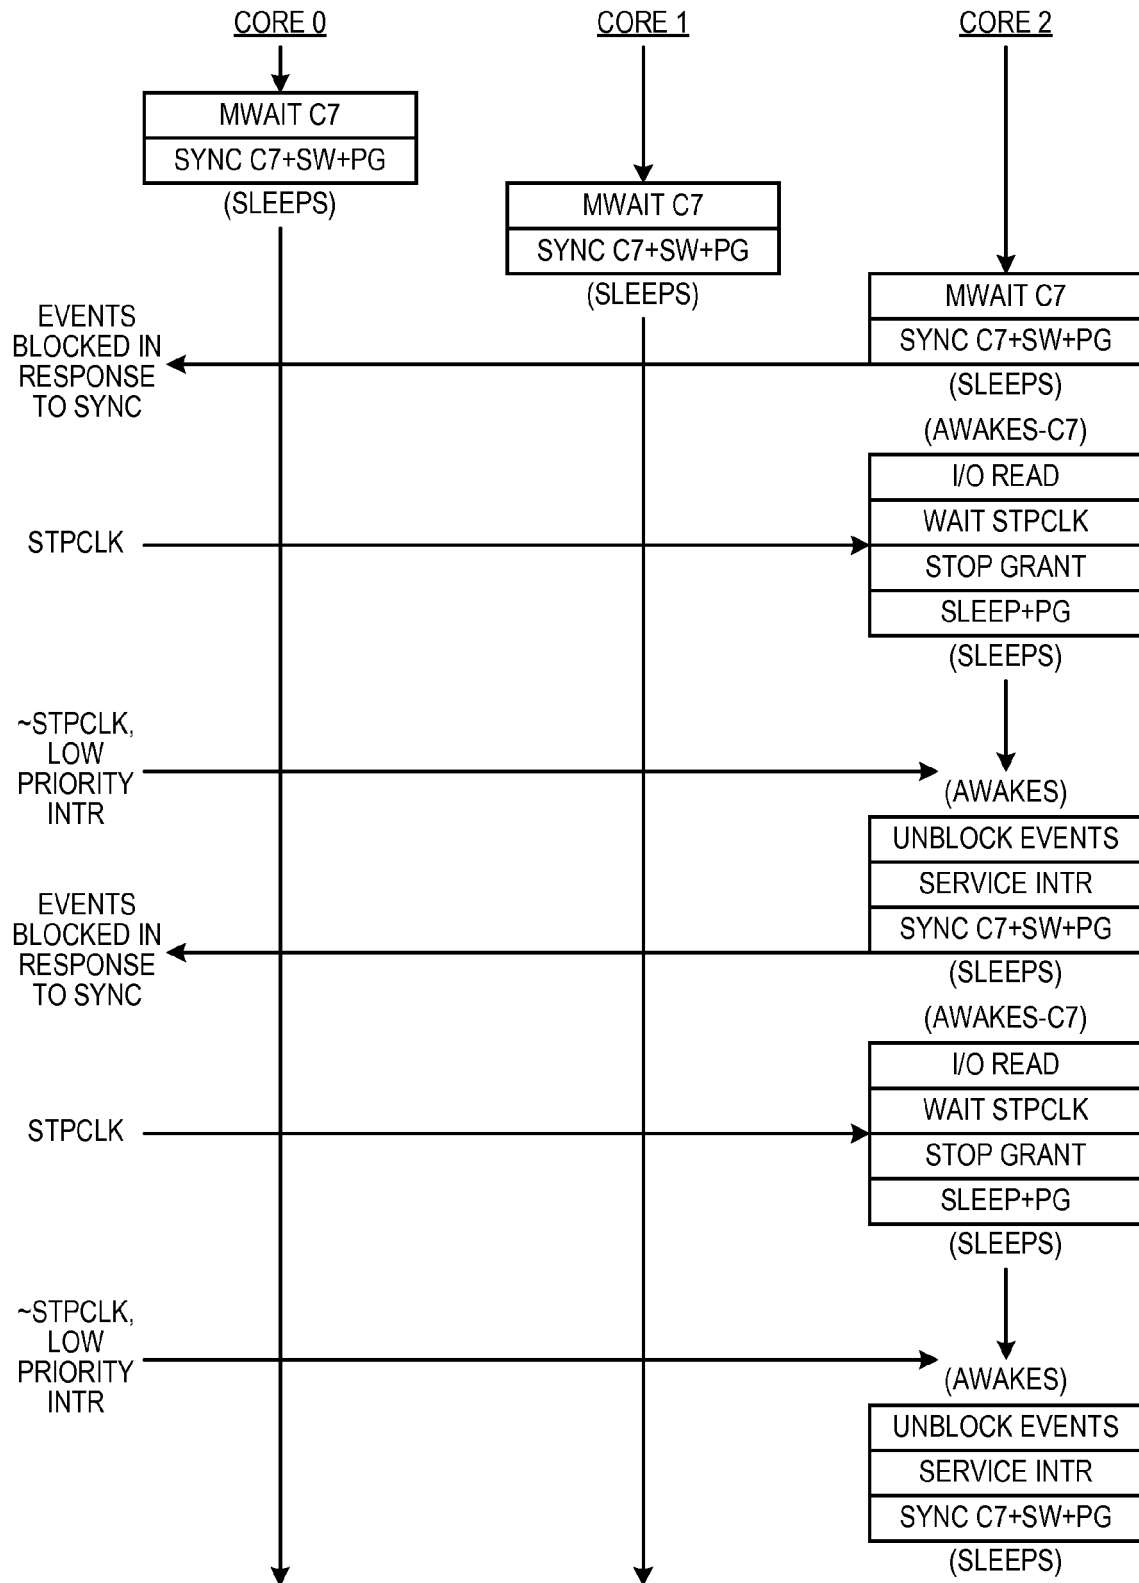 CORE 0
CORE 1
CORE 2
MWAIT C7
SYNC C7+SW+PG
(SLEEPS)
MWAIT C7
SYNC C7+SW+PG
(SLEEPS)
MWAIT C7
SYNC C7+SW+PG
(SLEEPS)
EVENTS
BLOCKED IN
RESPONSE
TO SYNC
(AWAKES-C7)
I/O READ
WAIT STPCLK
STPCLK
STOP GRANT
SLEEP+PG
(SLEEPS)
~STPCLK,
LOW
PRIORITY
INTR
(AWAKES)
UNBLOCK EVENTS
SERVICE INTR
SYNC C7+SW+PG
EVENTS
BLOCKED IN
RESPONSE
TO SYNC
(SLEEPS)
(AWAKES-C7)
I/O READ
WAIT STPCLK
STPCLK
STOP GRANT
SLEEP+PG
(SLEEPS)
~STPCLK,
LOW
PRIORITY
INTR
(AWAKES)
UNBLOCK EVENTS
SERVICE INTR
SYNC C7+SW+PG
(SLEEPS)